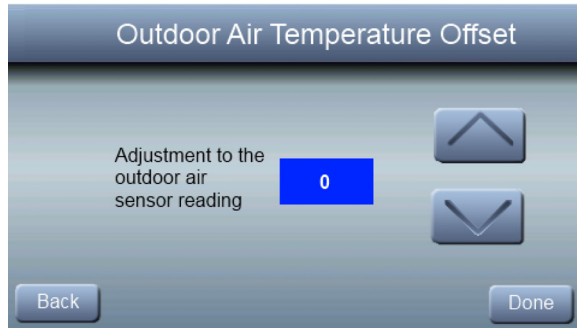 Outdoor Air Temperature Offset
Adjustment to the
outdoor air
sensor reading
0
Back
Done